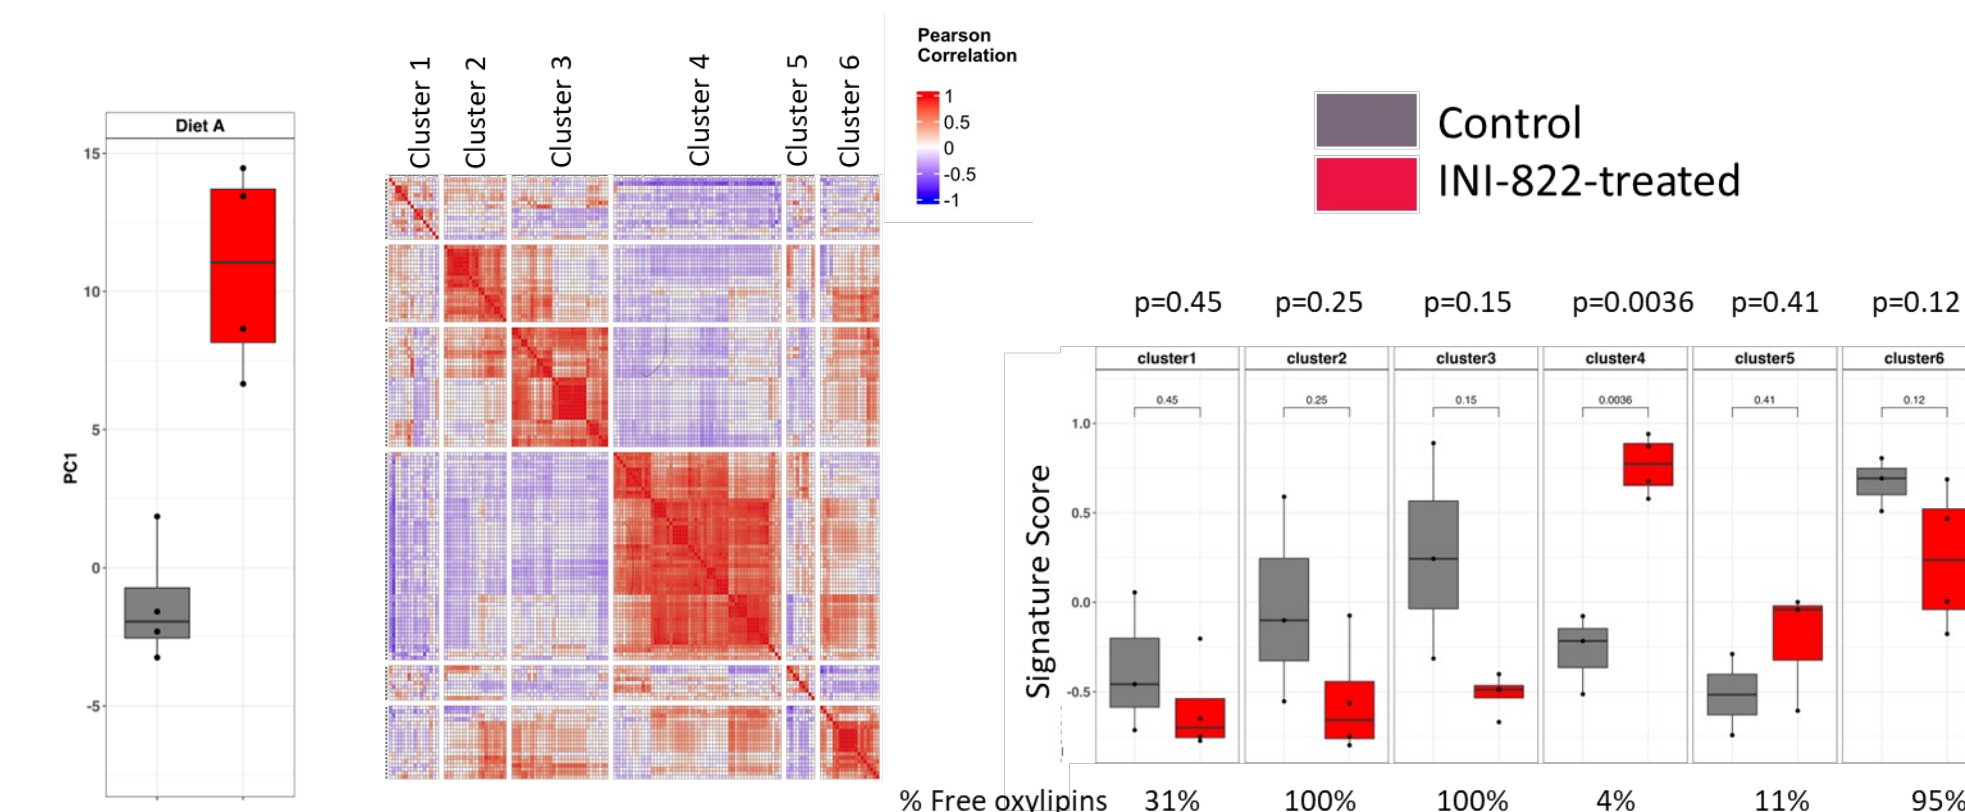 Diet A
15
10
5
0
-5
PC1
Cluster 1
Cluster 2
Cluster 3
Cluster 4
Cluster 5
Cluster 6
Pearson
Correlation
1
0.5
0
-0.5
-1
Control
INI-822-treated
p=0.45 p=0.25 p=0.15 p=0.0036 p=0.41 p=0.12
cluster1 cluster2 cluster3 cluster4 cluster5 cluster6
0.45 0.25 0.15 0.0036 0.41 0.12
1.0
0.5
0.0
-0.5
Signature Score
% Free oxylipins 31% 100% 100% 4% 11% 95%